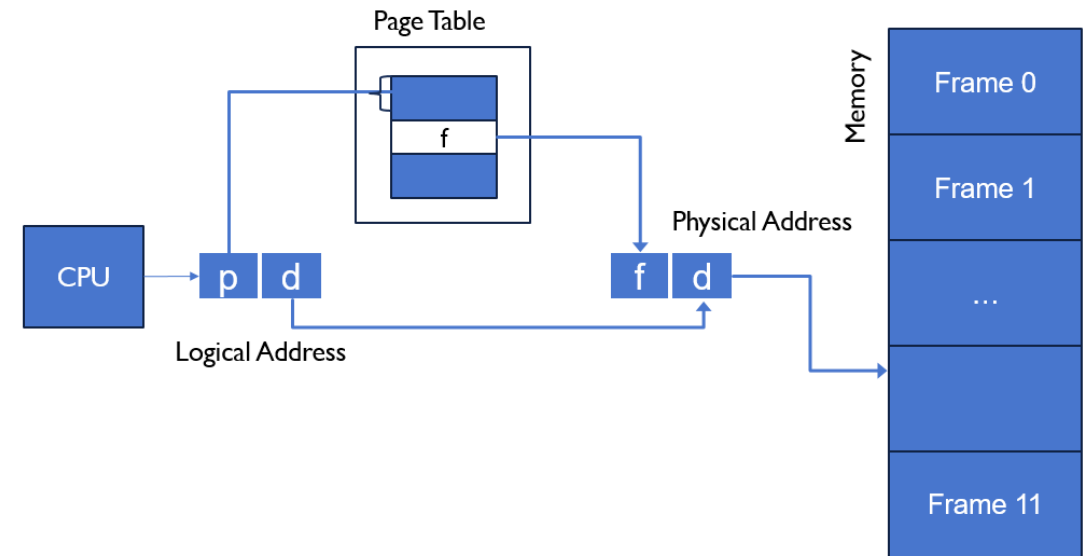 Page Table
Memory
Frame 0
f
Frame 1
Physical Address
CPU
p d
f d
...
Logical Address
Frame 11